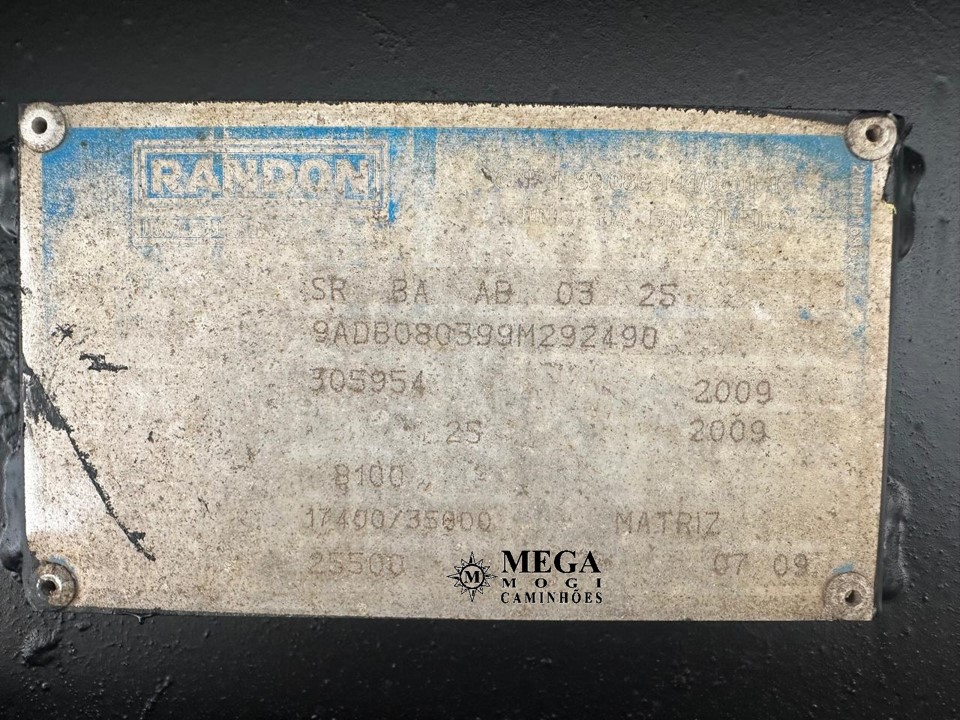 RANDON
SR BA AB 03 25
9ADB080399M292490
305954 2009
25 2009
8100
17400/35000 MATRIZ
25500 07 09
MEGA
MOGI
CAMINHÕES
M